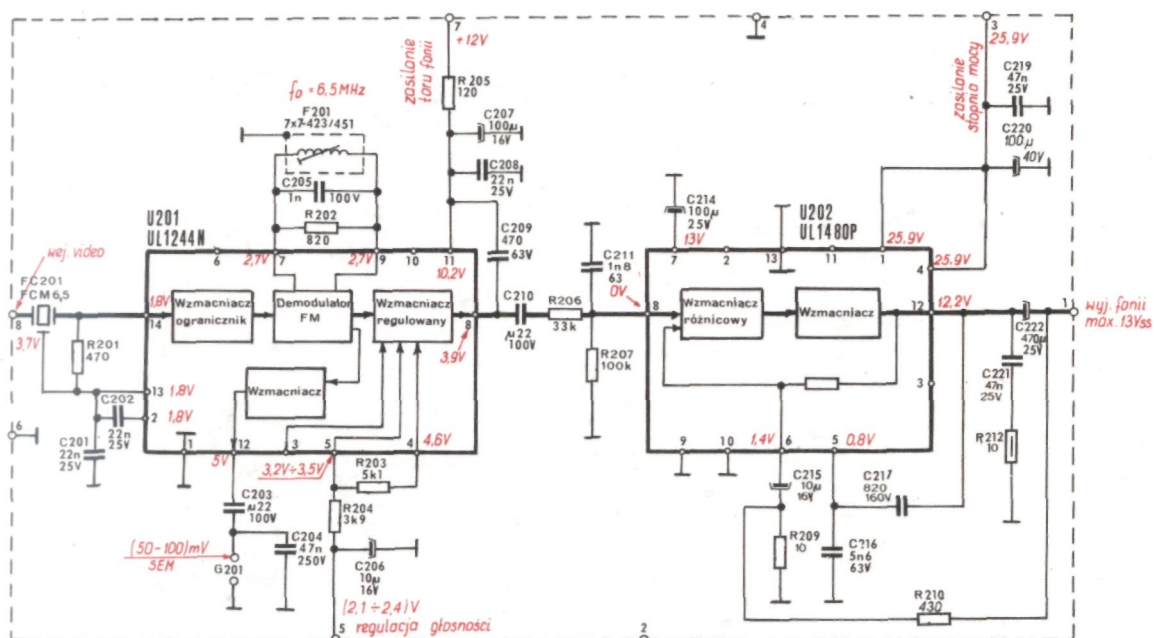 7
+12V
4
3
25,9V
zasilanie
toru fonii
R205
120
zasilanie
stopnia mocy
C219
47n
25V
C220
100µ
40V
fo = 6,5MHz
F201
7x7-423/451
C207
100µ
16V
C208
22n
25V
C205
1n
100V
R202
820
C209
470
63V
C214
100µ
25V
U201
UL1244N
U202
UL1480P
wej. video
6
2,7V
7
2,7V
9
10
11
10,2V
13V
7
2
13
11
1
25,9V
4
25,9V
C211
1n8
63
0V
FC201
FCM6,5
8
3,7V
1,8V
14
Wzmacniacz
ogranicznik
Demodulator
FM
Wzmacniacz
regulowany
8
3,9V
C210
µ22
100V
R206
33k
8
Wzmacniacz
różnicowy
Wzmacniacz
12
12,2V
C222
470µ
25V
1
wyj. fonii
max. 13Vss
R201
470
R207
100k
C221
47n
25V
13
1,8V
2
1,8V
C202
22n
25V
Wzmacniacz
3
6
C201
22n
25V
1
12
5V
3
5
3,2V÷3,5V
4
4,6V
9
10
1,4V
6
5
0,8V
R212
10
R203
5k1
R204
3k9
C203
µ22
100V
C204
47n
250V
C215
10µ
16V
C217
820
160V
R209
10
C216
5n6
63V
(50-100)mV
SEM
G201
C206
10µ
16V
R210
430
(2,1÷2,4)V
5
regulacja głosności
2